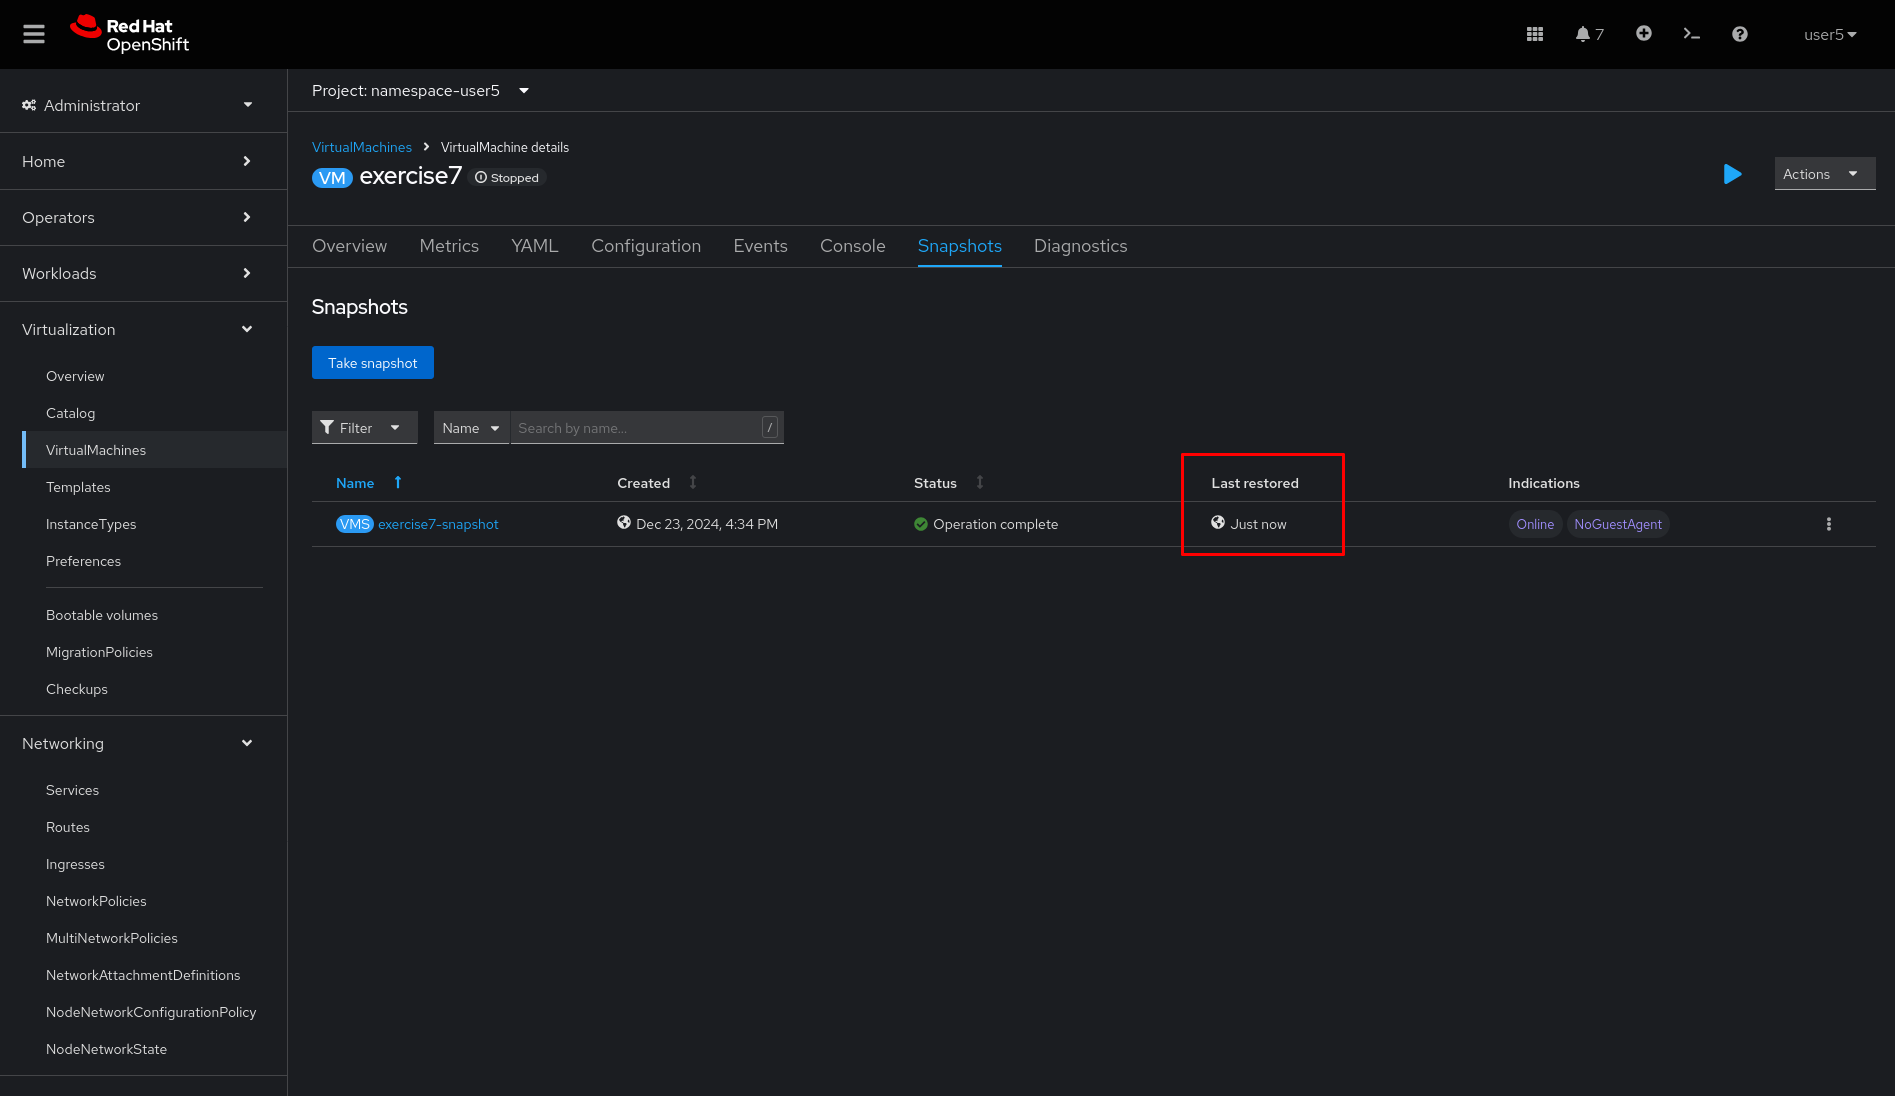 Red Hat
OpenShift
7
user5
Administrator
Home
Operators
Workloads
Virtualization
Overview
Catalog
VirtualMachines
Templates
InstanceTypes
Preferences
Bootable volumes
MigrationPolicies
Checkups
Networking
Services
Routes
Ingresses
NetworkPolicies
MultiNetworkPolicies
NetworkAttachmentDefinitions
NodeNetworkConfigurationPolicy
NodeNetworkState
Project: namespace-user5
VirtualMachines VirtualMachine details
VM exercise7 Stopped
Actions
Overview Metrics YAML Configuration Events Console Snapshots Diagnostics
Snapshots
Take snapshot
Filter Name Search by name... /
Name Created Status Last restored Indications
VMS exercise7-snapshot Dec 23, 2024, 4:34 PM Operation complete Just now Online NoGuestAgent